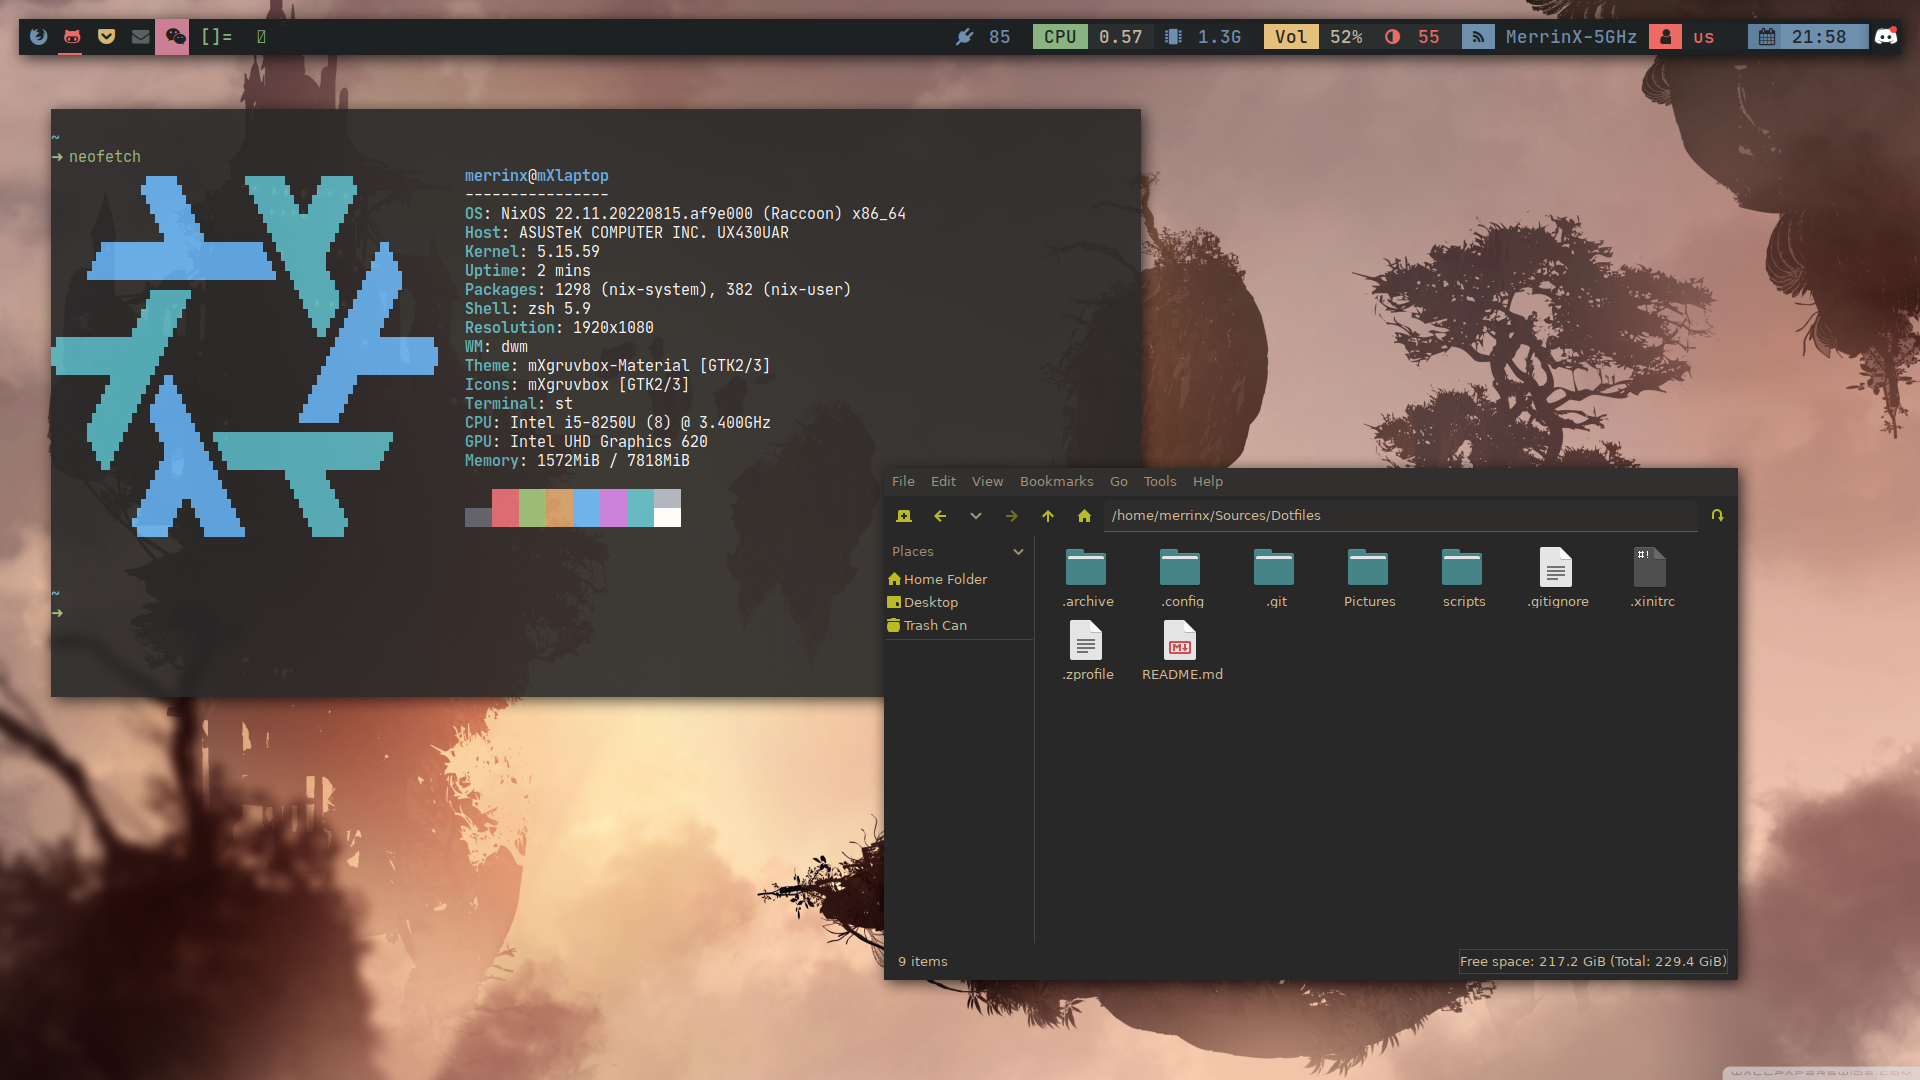 []=
85
CPU 0.57
1.3G
Vol 52%
55
MerrinX-5GHz
US
21:58
~
➜ neofetch
merrinx@mXlaptop
----------------
OS: NixOS 22.11.20220815.af9e000 (Raccoon) x86_64
Host: ASUSTeK COMPUTER INC. UX430UAR
Kernel: 5.15.59
Uptime: 2 mins
Packages: 1298 (nix-system), 382 (nix-user)
Shell: zsh 5.9
Resolution: 1920x1080
WM: dwm
Theme: mXgruvbox-Material [GTK2/3]
Icons: mXgruvbox [GTK2/3]
Terminal: st
CPU: Intel i5-8250U (8) @ 3.400GHz
GPU: Intel UHD Graphics 620
Memory: 1572MiB / 7818MiB
~
➜
File Edit View Bookmarks Go Tools Help
/home/merrinx/Sources/Dotfiles
Places
Home Folder
Desktop
Trash Can
#!
.archive .config .git Pictures scripts .gitignore .xinitrc
M
.zprofile README.md
9 items
Free space: 217.2 GiB (Total: 229.4 GiB)
WALLPAPERSWIDE.COM